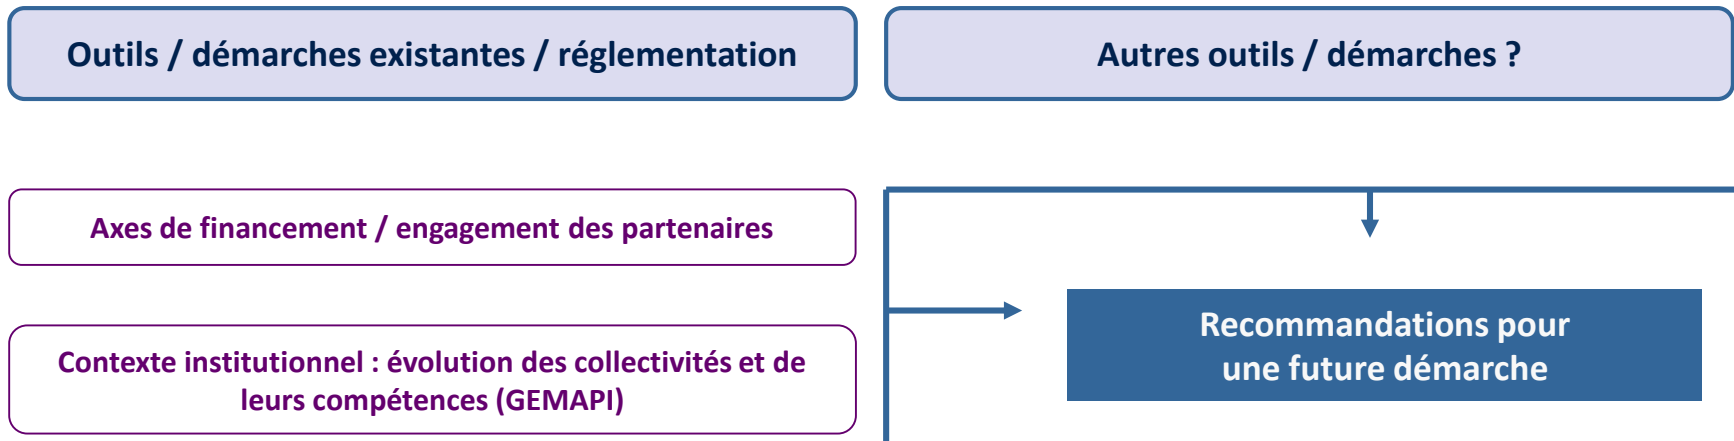 Outils / démarches existantes / réglementation
Autres outils / démarches ?
Axes de financement / engagement des partenaires
Contexte institutionnel : évolution des collectivités et de
leurs compétences (GEMAPI)
Recommandations pour
une future démarche